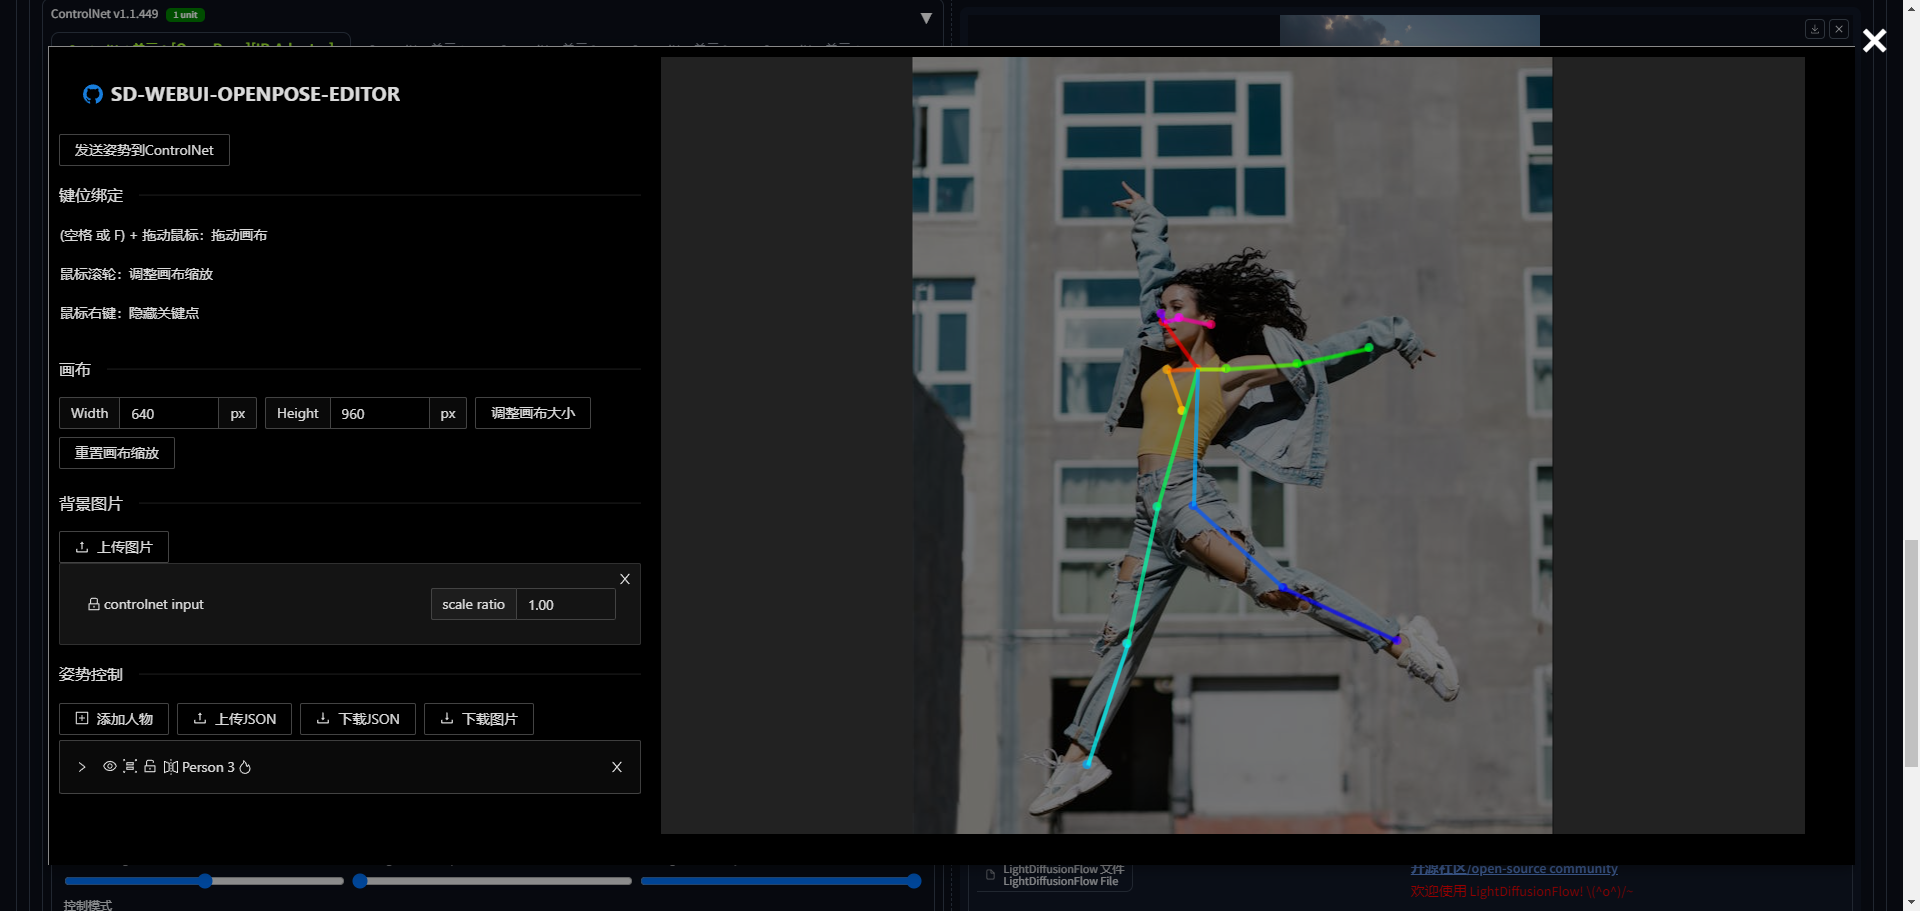 ControlNet v1.1.449
1 unit
SD-WEBUI-OPENPOSE-EDITOR
发送姿势到ControlNet
键位绑定
(空格 或 F) + 拖动鼠标：拖动画布
鼠标滚轮：调整画布缩放
鼠标右键：隐藏关键点
画布
Width 640 px Height 960 px 调整画布大小
重置画布缩放
背景图片
上传图片
X
controlnet input scale ratio 1.00
姿势控制
添加人物 上传JSON 下载JSON 下载图片
Person 3 X
LightDiffusionFlow 文件
LightDiffusionFlow File
开源社区/open-source community
欢迎使用 LightDiffusionFlow! \(^o^)/~
控制模式